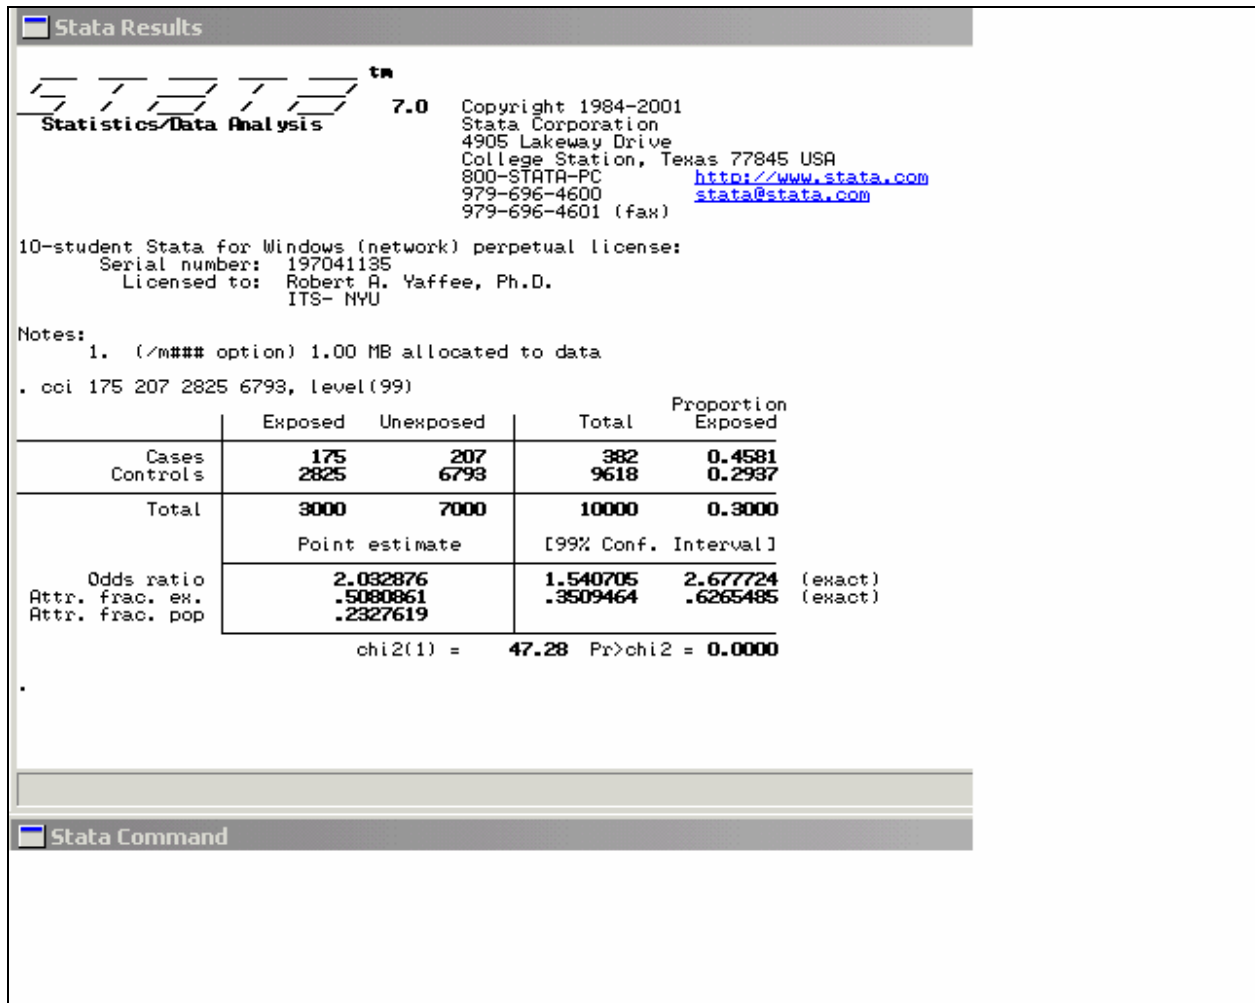 Stata Results
STATA tm
7.0 Copyright 1984-2001
Statistics/Data Analysis Stata Corporation
4905 Lakeway Drive
College Station, Texas 77845 USA
800-STATA-PC http://www.stata.com
979-696-4600 stata@stata.com
979-696-4601 (fax)
10-student Stata for Windows (network) perpetual license:
Serial number: 197041135
Licensed to: Robert A. Yaffee, Ph.D.
ITS- NYU
Notes:
1. (/m### option) 1.00 MB allocated to data
. cci 175 207 2825 6793, level(99)
Proportion
Exposed Unexposed Total Exposed
Cases 175 207 382 0.4581
Controls 2825 6793 9618 0.2937
Total 3000 7000 10000 0.3000
Point estimate [99% Conf. Interval]
Odds ratio 2.032876 1.540705 2.677724 (exact)
Attr. frac. ex. .5080861 .3509464 .6265485 (exact)
Attr. frac. pop .2327619
chi2(1) = 47.28 Pr>chi2 = 0.0000
.
Stata Command